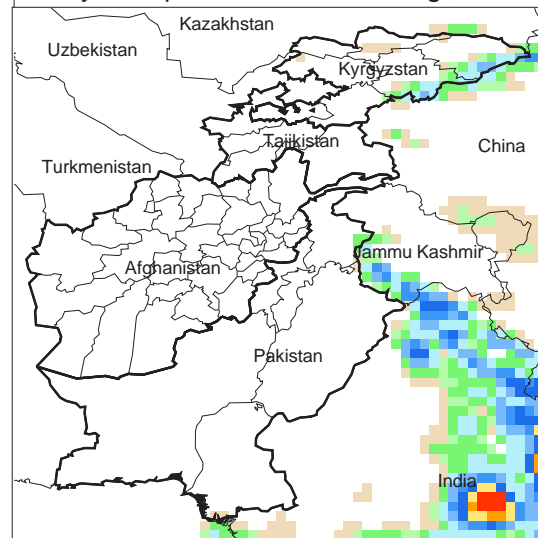 Kazakhstan
Uzbekistan
Kyrgyzstan
Tajikistan
China
Turkmenistan
Jammu Kashmir
Afghanistan
Pakistan
India